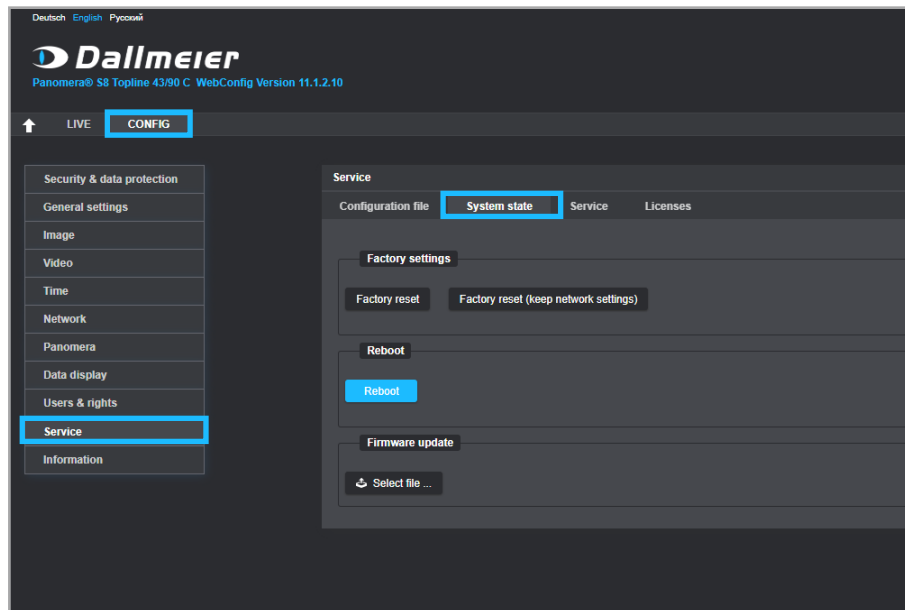 Deutsch English Русский
Dallmeier
Panomera® S8 Topline 43/90 C WebConfig Version 11.1.2.10
LIVE CONFIG
Security & data protection
General settings
Image
Video
Time
Network
Panomera
Data display
Users & rights
Service
Information
Service
Configuration file System state Service Licenses
Factory settings
Factory reset Factory reset (keep network settings)
Reboot
Reboot
Firmware update
Select file ...